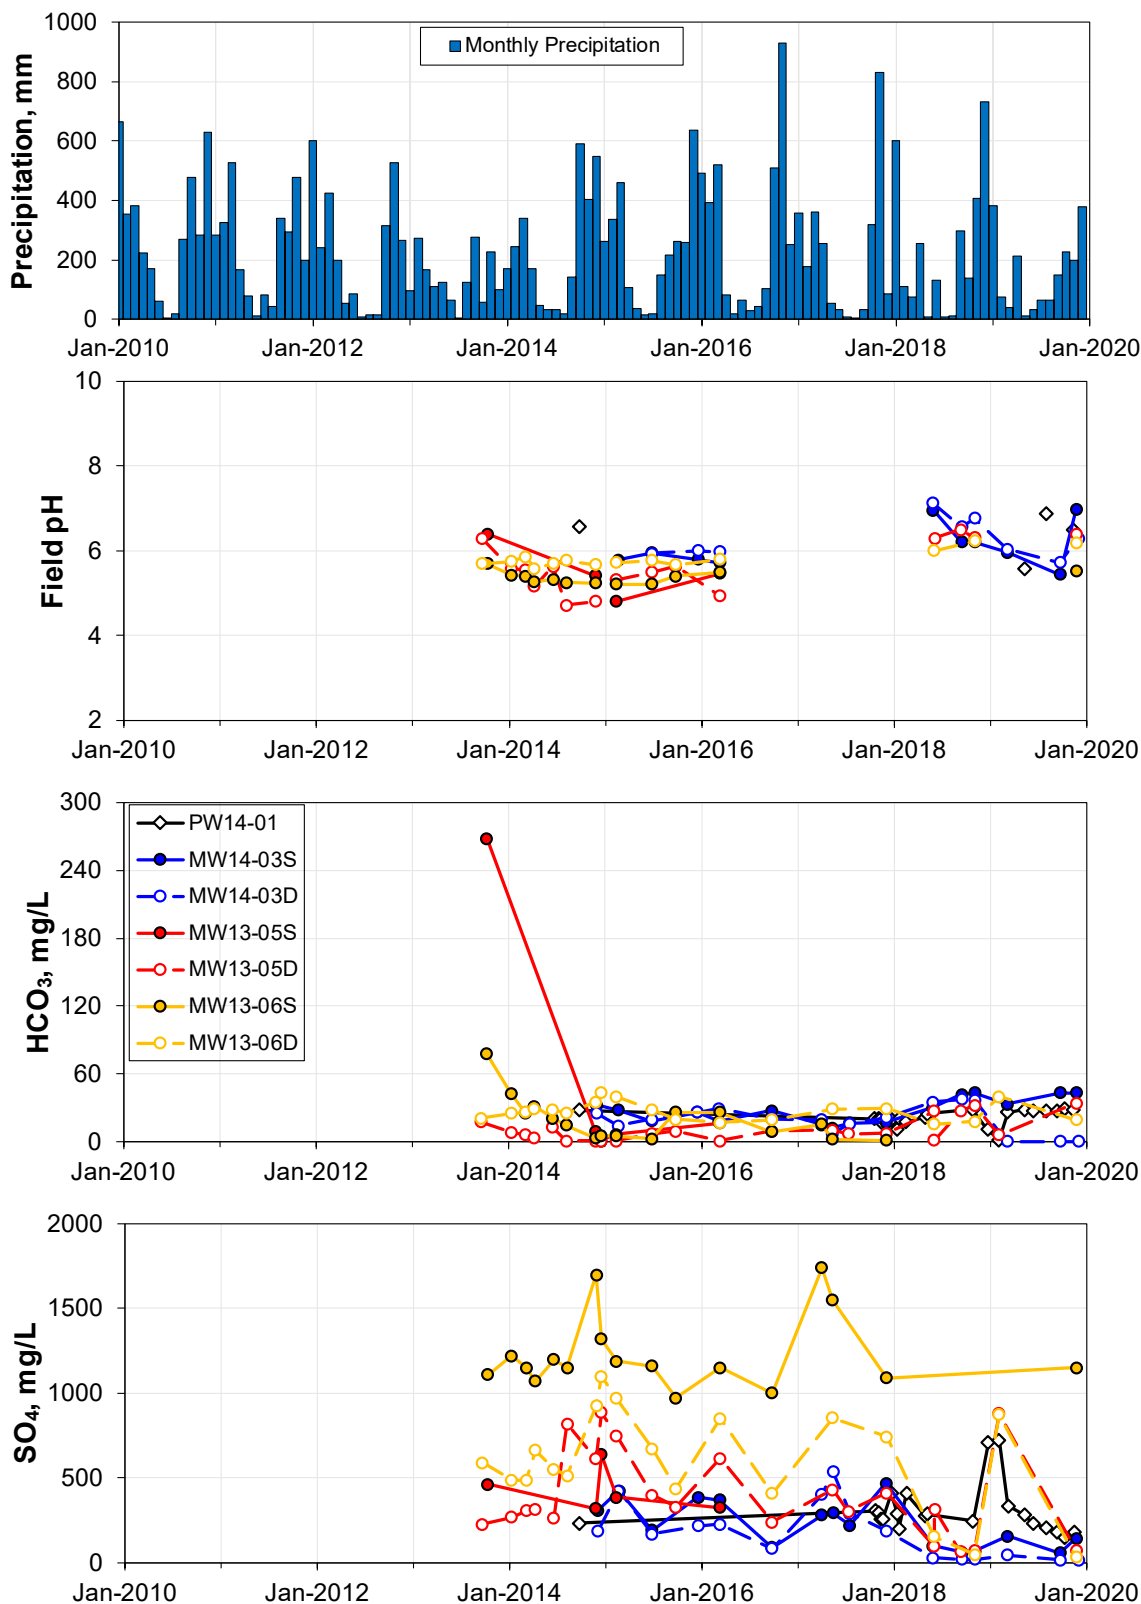 1000
800
600
400
200
0
Precipitation, mm
Monthly Precipitation
Jan-2010
Jan-2012
Jan-2014
Jan-2016
Jan-2018
Jan-2020
10
8
6
4
2
Field pH
Jan-2010
Jan-2012
Jan-2014
Jan-2016
Jan-2018
Jan-2020
300
240
180
120
60
0
HCO₃, mg/L
PW14-01
MW14-03S
MW14-03D
MW13-05S
MW13-05D
MW13-06S
MW13-06D
Jan-2010
Jan-2012
Jan-2014
Jan-2016
Jan-2018
Jan-2020
2000
1500
1000
500
0
SO₄, mg/L
Jan-2010
Jan-2012
Jan-2014
Jan-2016
Jan-2018
Jan-2020